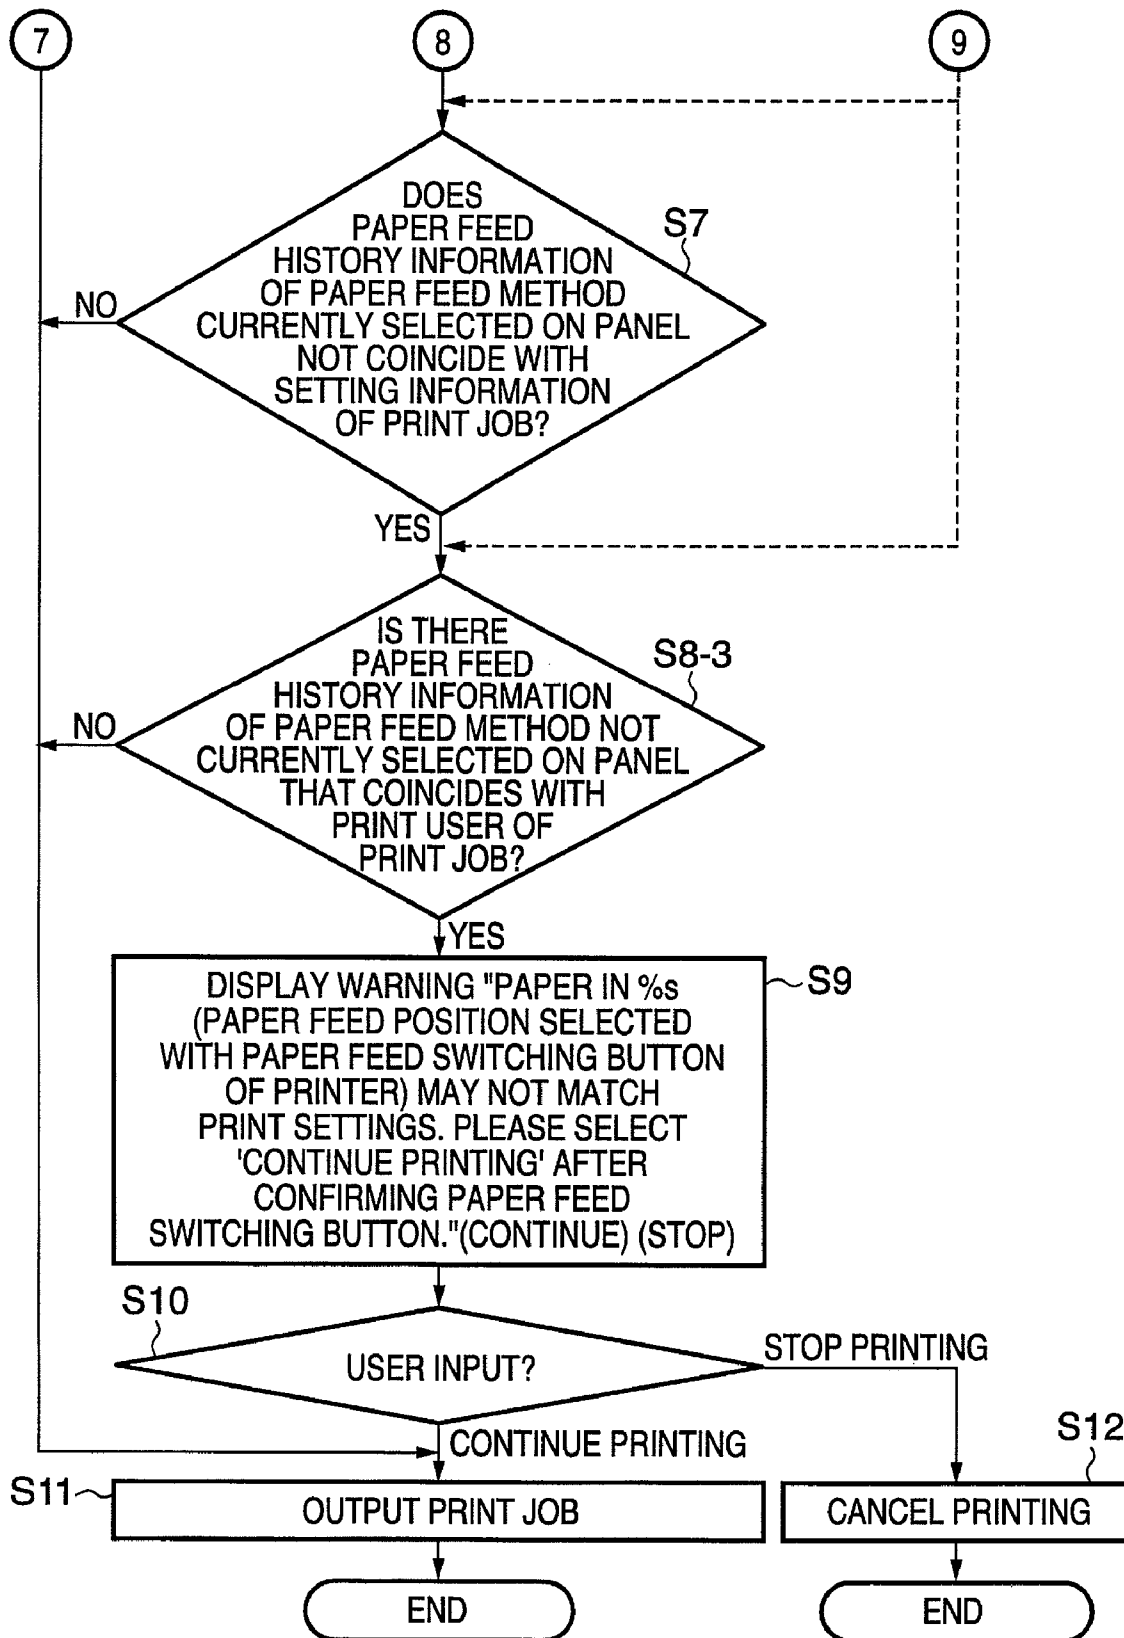 7
8
9
DOES
PAPER FEED
HISTORY INFORMATION
OF PAPER FEED METHOD
CURRENTLY SELECTED ON PANEL
NOT COINCIDE WITH
SETTING INFORMATION
OF PRINT JOB?
S7
NO
YES
IS THERE
PAPER FEED
HISTORY INFORMATION
OF PAPER FEED METHOD NOT
CURRENTLY SELECTED ON PANEL
THAT COINCIDES WITH
PRINT USER OF
PRINT JOB?
S8-3
NO
YES
DISPLAY WARNING "PAPER IN %s
(PAPER FEED POSITION SELECTED
WITH PAPER FEED SWITCHING BUTTON
OF PRINTER) MAY NOT MATCH
PRINT SETTINGS. PLEASE SELECT
'CONTINUE PRINTING' AFTER
CONFIRMING PAPER FEED
SWITCHING BUTTON."(CONTINUE) (STOP)
S9
S10
USER INPUT?
STOP PRINTING
CONTINUE PRINTING
S11
OUTPUT PRINT JOB
S12
CANCEL PRINTING
END
END